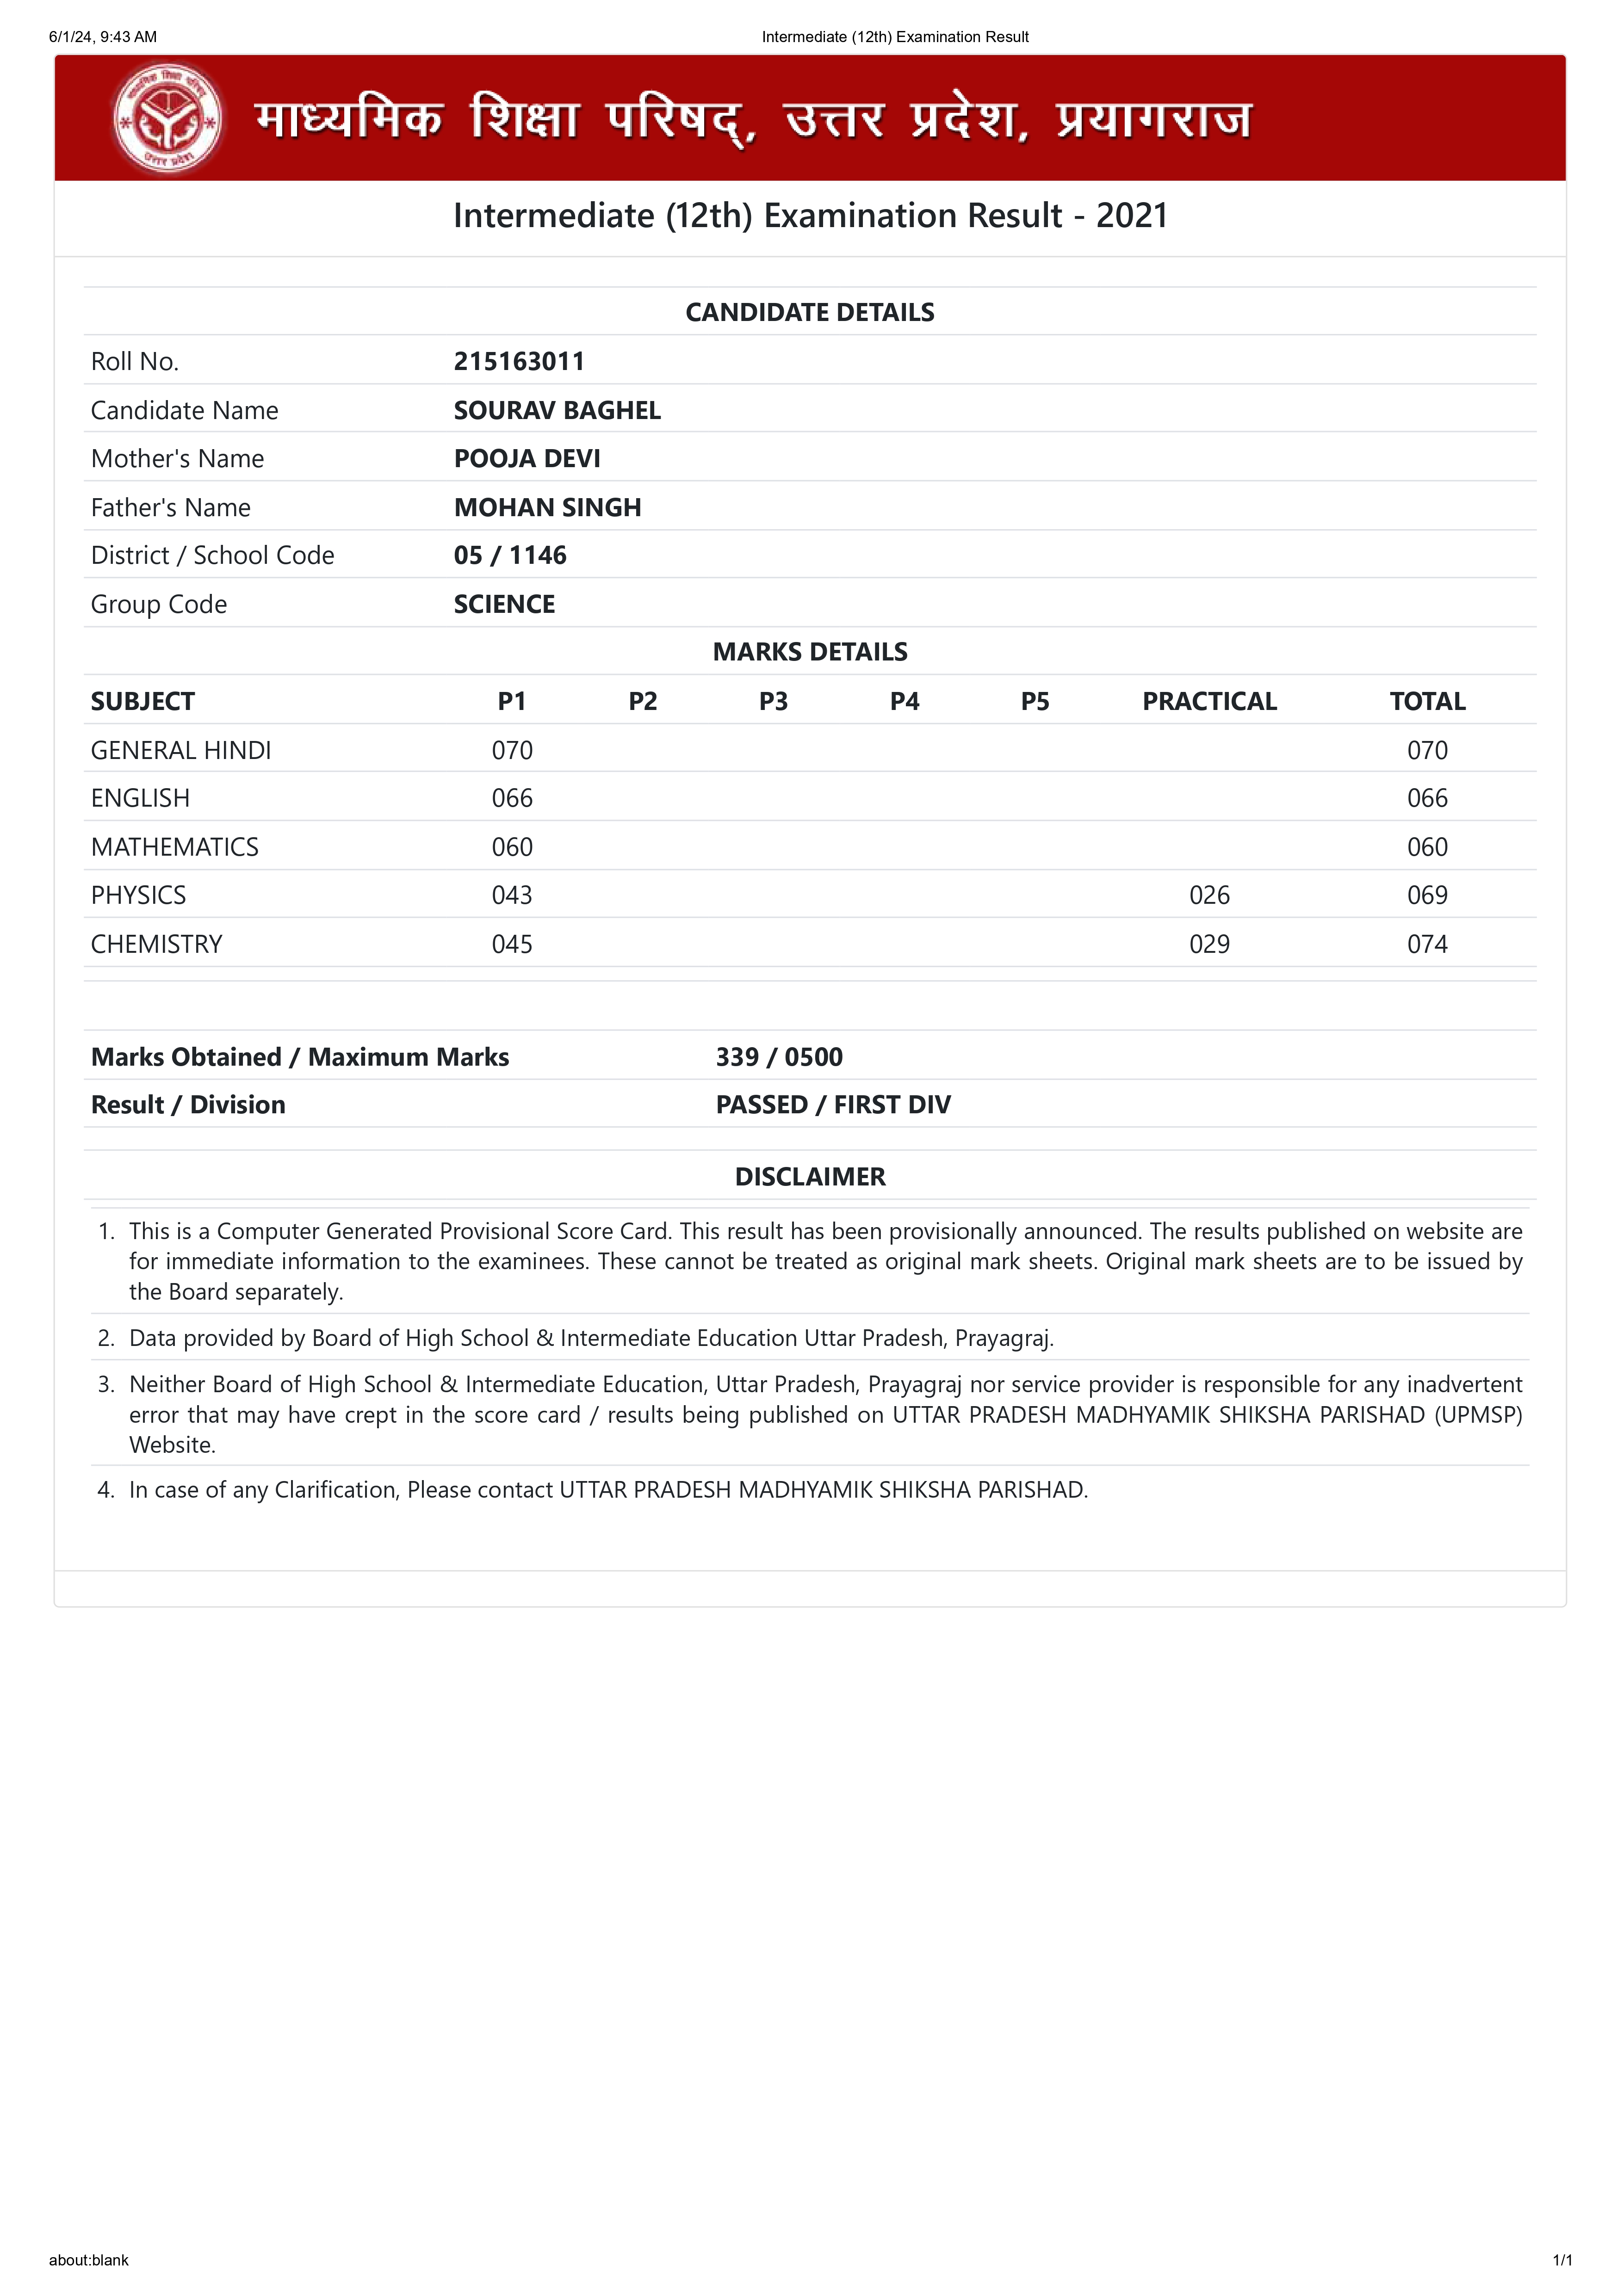 6/1/24, 9:43 AM Intermediate (12th) Examination Result
माध्यमिक शिक्षा परिषद्, उत्तर प्रदेश, प्रयागराज
उत्तर प्रदेश
Intermediate (12th) Examination Result - 2021
CANDIDATE DETAILS
Roll No. 215163011
Candidate Name SOURAV BAGHEL
Mother's Name POOJA DEVI
Father's Name MOHAN SINGH
District / School Code 05 / 1146
Group Code SCIENCE
MARKS DETAILS
SUBJECT P1 P2 P3 P4 P5 PRACTICAL TOTAL
GENERAL HINDI 070 070
ENGLISH 066 066
MATHEMATICS 060 060
PHYSICS 043 026 069
CHEMISTRY 045 029 074
Marks Obtained / Maximum Marks 339 / 0500
Result / Division PASSED / FIRST DIV
DISCLAIMER
1. This is a Computer Generated Provisional Score Card. This result has been provisionally announced. The results published on website are
for immediate information to the examinees. These cannot be treated as original mark sheets. Original mark sheets are to be issued by
the Board separately.
2. Data provided by Board of High School & Intermediate Education Uttar Pradesh, Prayagraj.
3. Neither Board of High School & Intermediate Education, Uttar Pradesh, Prayagraj nor service provider is responsible for any inadvertent
error that may have crept in the score card / results being published on UTTAR PRADESH MADHYAMIK SHIKSHA PARISHAD (UPMSP)
Website.
4. In case of any Clarification, Please contact UTTAR PRADESH MADHYAMIK SHIKSHA PARISHAD.
about:blank 1/1